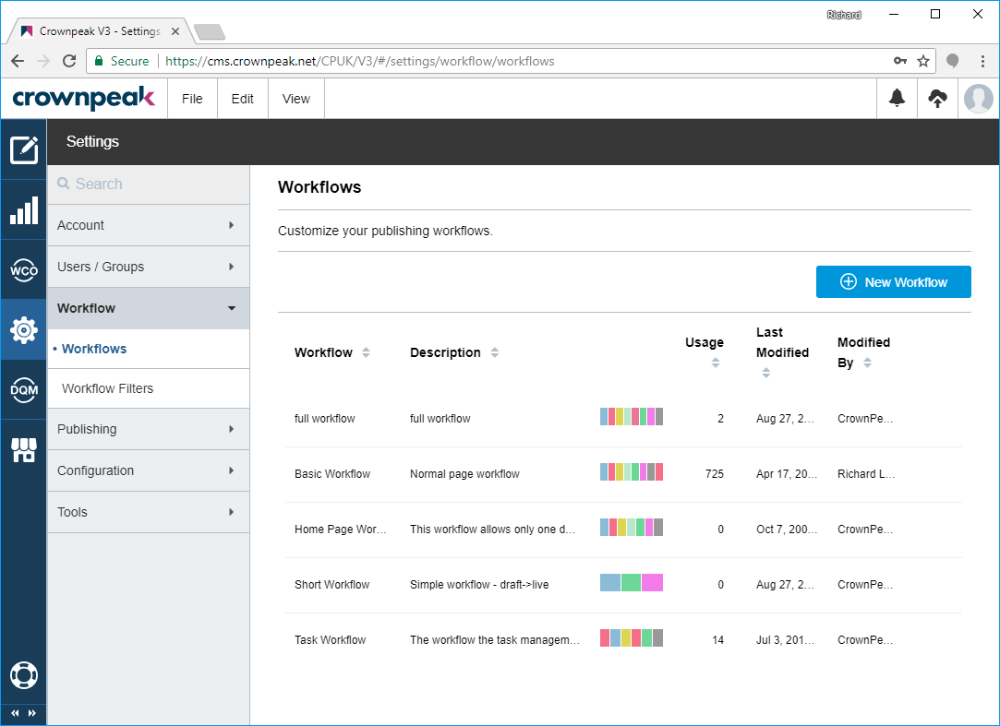 Richard
Crownpeak V3 - Settings
Secure https://cms.crownpeak.net/CPUK/V3/#/settings/workflow/workflows
crownpeak File Edit View
Settings
Search
Account
Users / Groups
Workflow
• Workflows
Workflow Filters
Publishing
Configuration
Tools
WCO
DQM
Workflows
Customize your publishing workflows.
New Workflow
Workflow Description Usage Last Modified Modified By
full workflow full workflow 2 Aug 27, 2... CrownPe...
Basic Workflow Normal page workflow 725 Apr 17, 20... Richard L...
Home Page Wor... This workflow allows only one d... 0 Oct 7, 200... CrownPe...
Short Workflow Simple workflow - draft->live 0 Aug 27, 2... CrownPe...
Task Workflow The workflow the task managem... 14 Jul 3, 201... CrownPe...